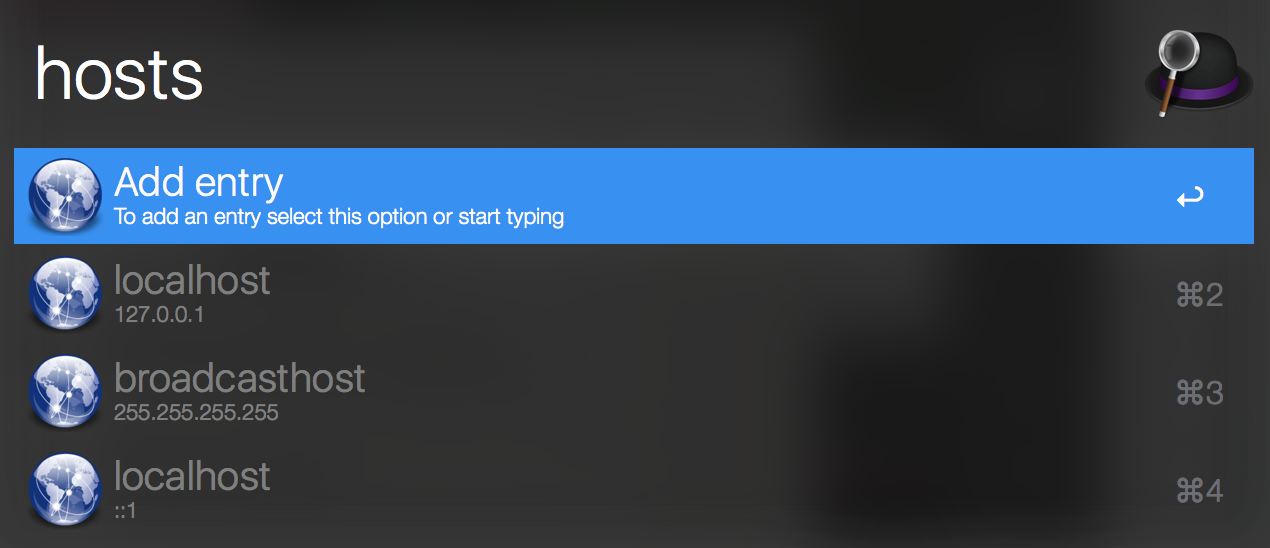 hosts
Add entry
To add an entry select this option or start typing
↩
localhost
127.0.0.1
⌘2
broadcasthost
255.255.255.255
⌘3
localhost
::1
⌘4